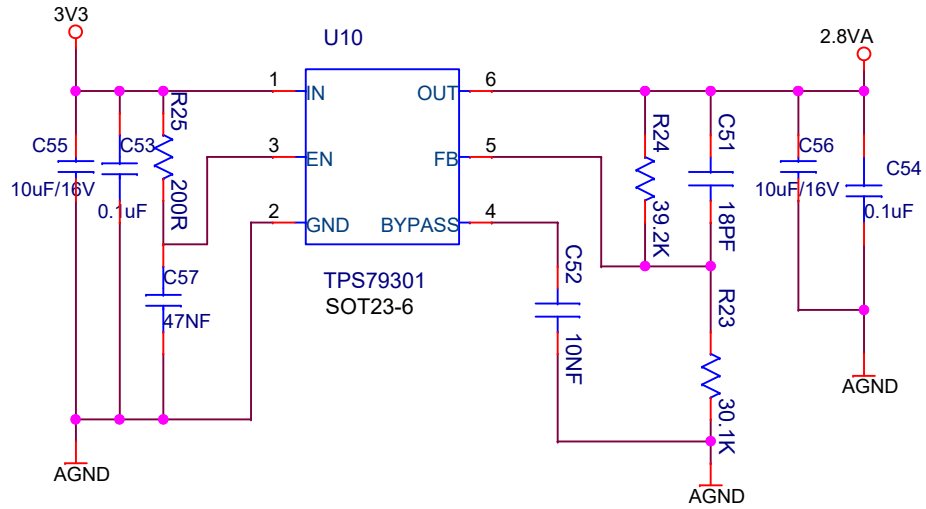 3V3
U10
2.8VA
1
IN
OUT
6
R25
C55
C53
3
EN
FB
5
R24
C51
C56
C54
10uF/16V
0.1uF
200R
2
GND
BYPASS
4
39.2K
18PF
10uF/16V
0.1uF
C57
47NF
TPS79301
SOT23-6
C52
10NF
R23
30.1K
AGND
AGND
AGND